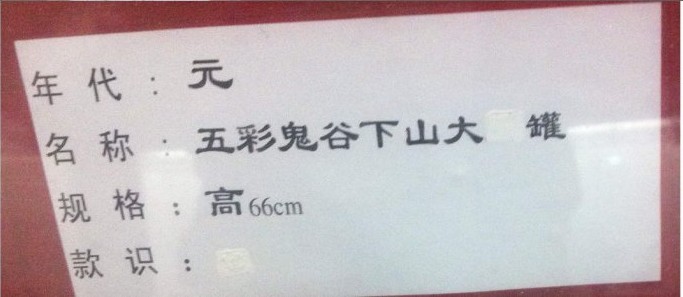 年代：元
名称：五彩鬼谷下山大 罐
规格：高66cm
款识：